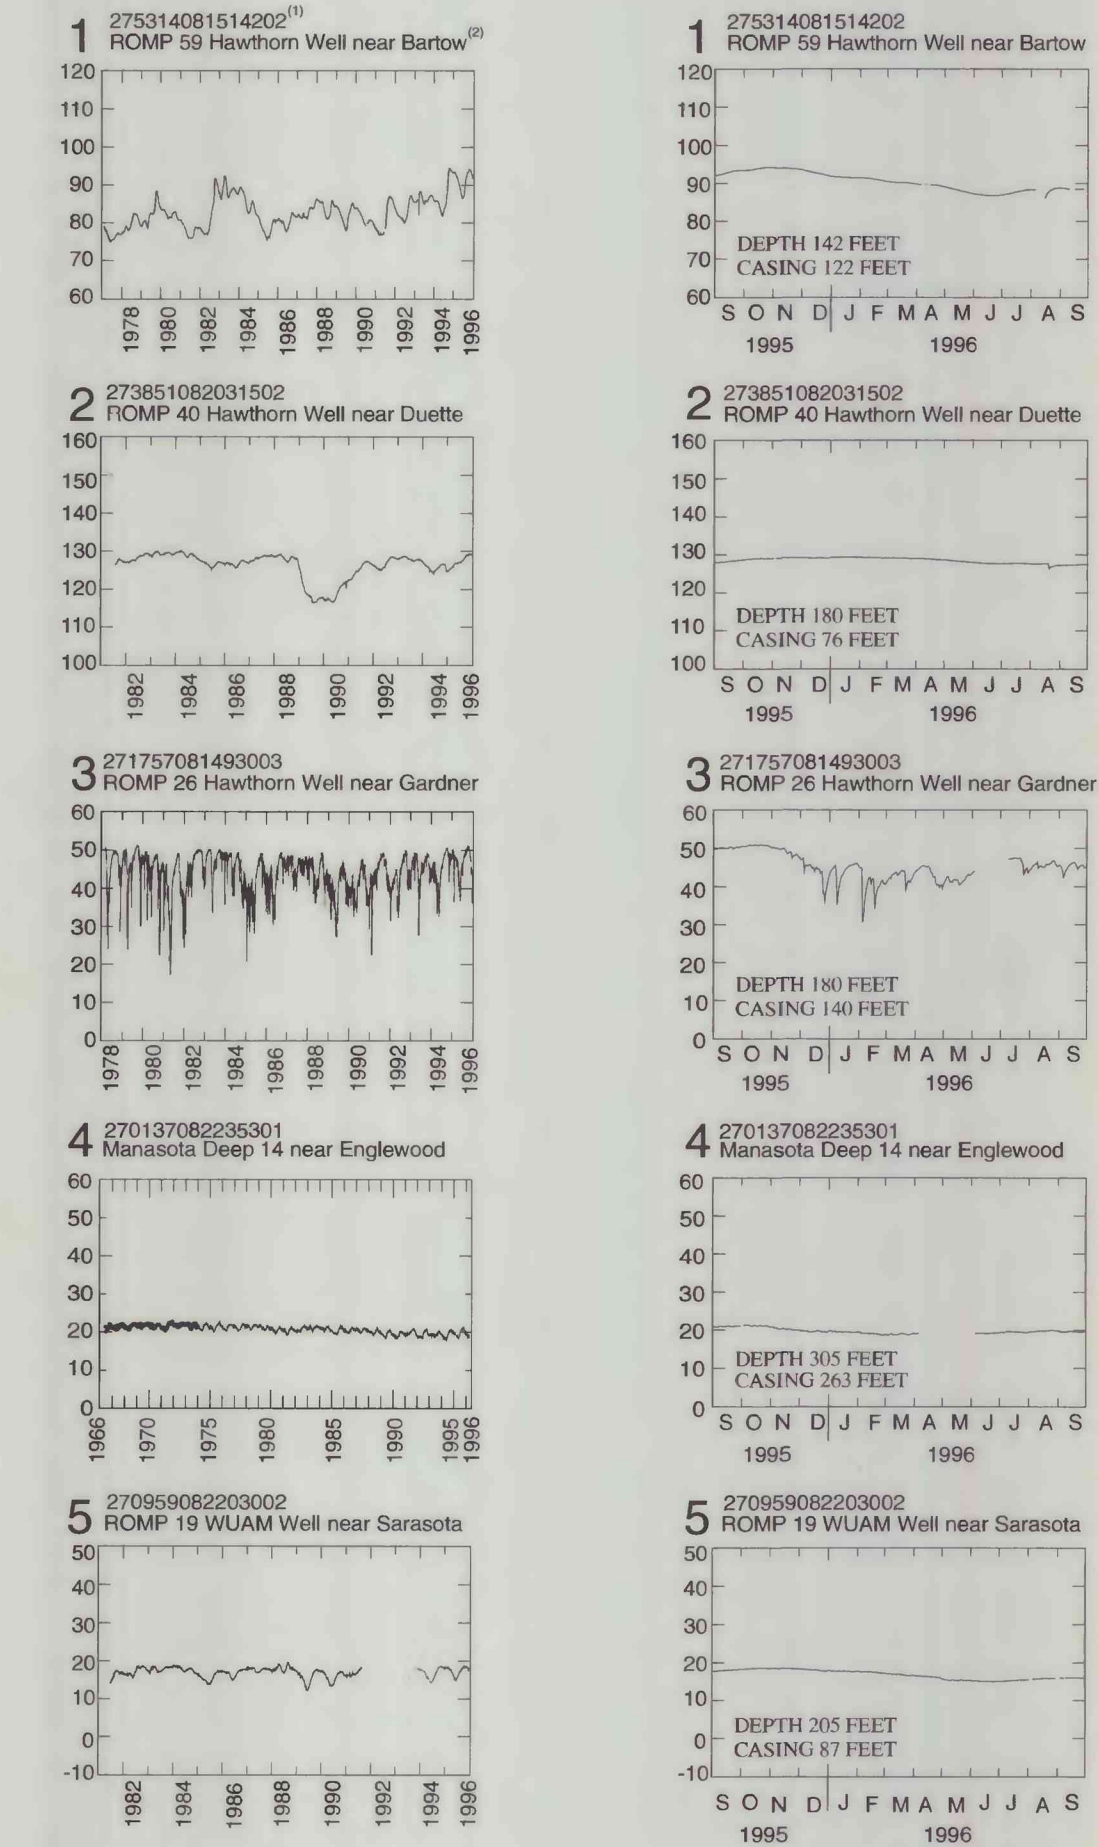 1 275314081514202(1)
ROMP 59 Hawthorn Well near Bartow(2)
120
110
100
90
80
70
60
1978 1980 1982 1984 1986 1988 1990 1992 1994 1996
1 275314081514202
ROMP 59 Hawthorn Well near Bartow
120
110
100
90
80
70
60
DEPTH 142 FEET
CASING 122 FEET
S O N D J F M A M J J A S
1995 1996
2 273851082031502
ROMP 40 Hawthorn Well near Duette
160
150
140
130
120
110
100
1982 1984 1986 1988 1990 1992 1994 1996
2 273851082031502
ROMP 40 Hawthorn Well near Duette
160
150
140
130
120
110
100
DEPTH 180 FEET
CASING 76 FEET
S O N D J F M A M J J A S
1995 1996
3 271757081493003
ROMP 26 Hawthorn Well near Gardner
60
50
40
30
20
10
0
1978 1980 1982 1984 1986 1988 1990 1992 1994 1996
3 271757081493003
ROMP 26 Hawthorn Well near Gardner
60
50
40
30
20
10
0
DEPTH 180 FEET
CASING 140 FEET
S O N D J F M A M J J A S
1995 1996
4 270137082235301
Manasota Deep 14 near Englewood
60
50
40
30
20
10
0
1966 1970 1975 1980 1985 1990 1995 1996
4 270137082235301
Manasota Deep 14 near Englewood
60
50
40
30
20
10
0
DEPTH 305 FEET
CASING 263 FEET
S O N D J F M A M J J A S
1995 1996
5 270959082203002
ROMP 19 WUAM Well near Sarasota
50
40
30
20
10
0
-10
1982 1984 1986 1988 1990 1992 1994 1996
5 270959082203002
ROMP 19 WUAM Well near Sarasota
50
40
30
20
10
0
-10
DEPTH 205 FEET
CASING 87 FEET
S O N D J F M A M J J A S
1995 1996